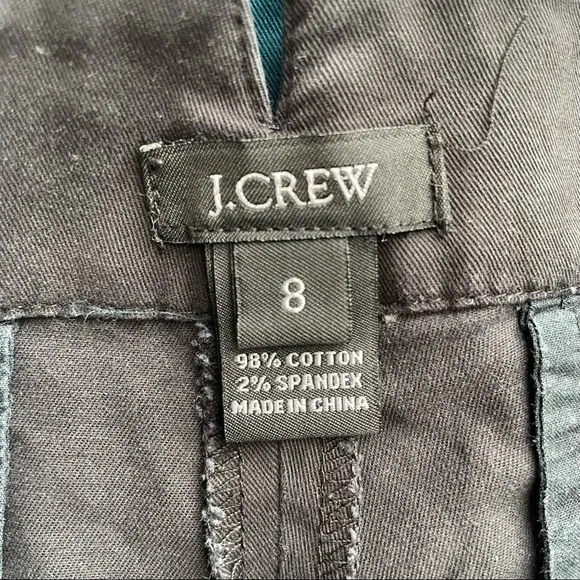 J.CREW
8
98% COTTON
2% SPANDEX
MADE IN CHINA